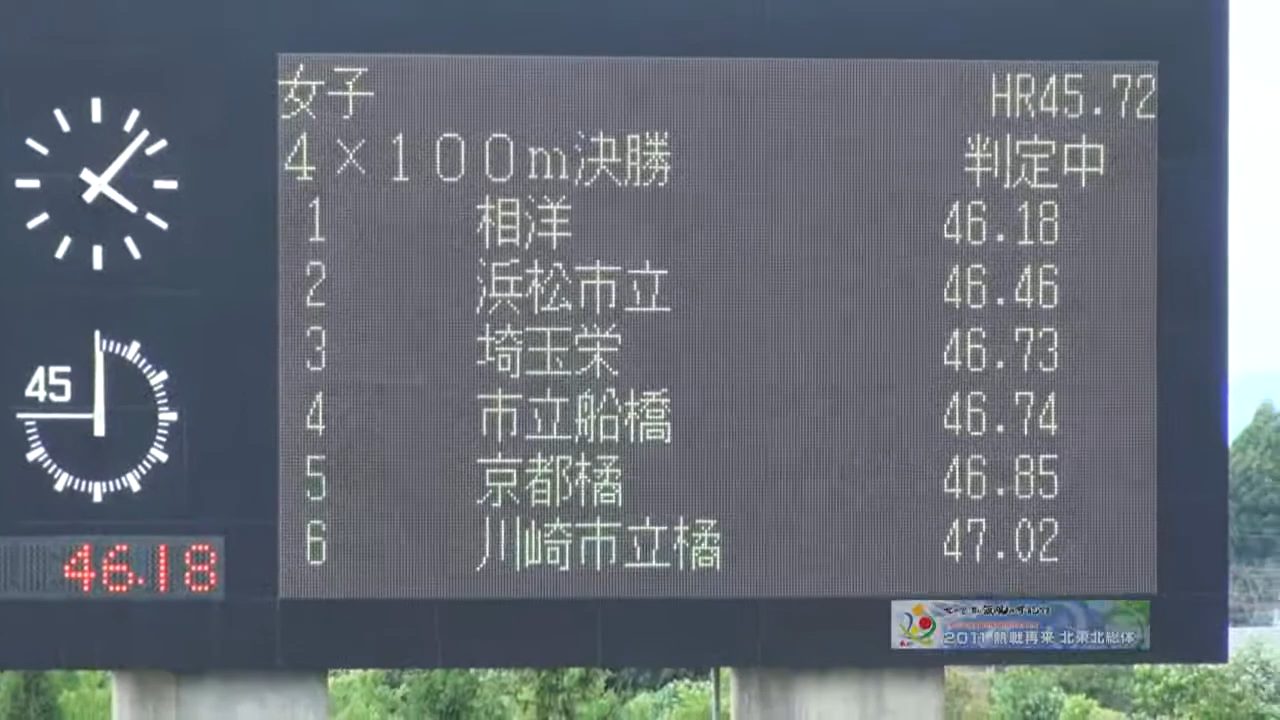 女子 HR45.72
4×100m決勝 判定中
1 相洋 46.18
2 浜松市立 46.46
3 埼玉栄 46.73
4 市立船橋 46.74
5 京都橘 46.85
6 川崎市立橘 47.02
45
46.18
2011 熱戦再来 北東北総体